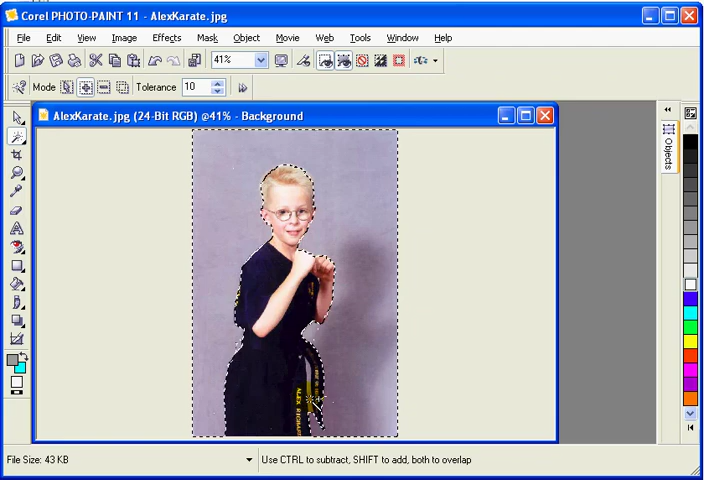 Corel PHOTO-PAINT 11 - AlexKarate.jpg
File Edit View Image Effects Mask Object Movie Web Tools Window Help
41%
Mode Tolerance 10
AlexKarate.jpg (24-Bit RGB) @41% - Background
Objects
ALEX
File Size: 43 KB Use CTRL to subtract, SHIFT to add, both to overlap